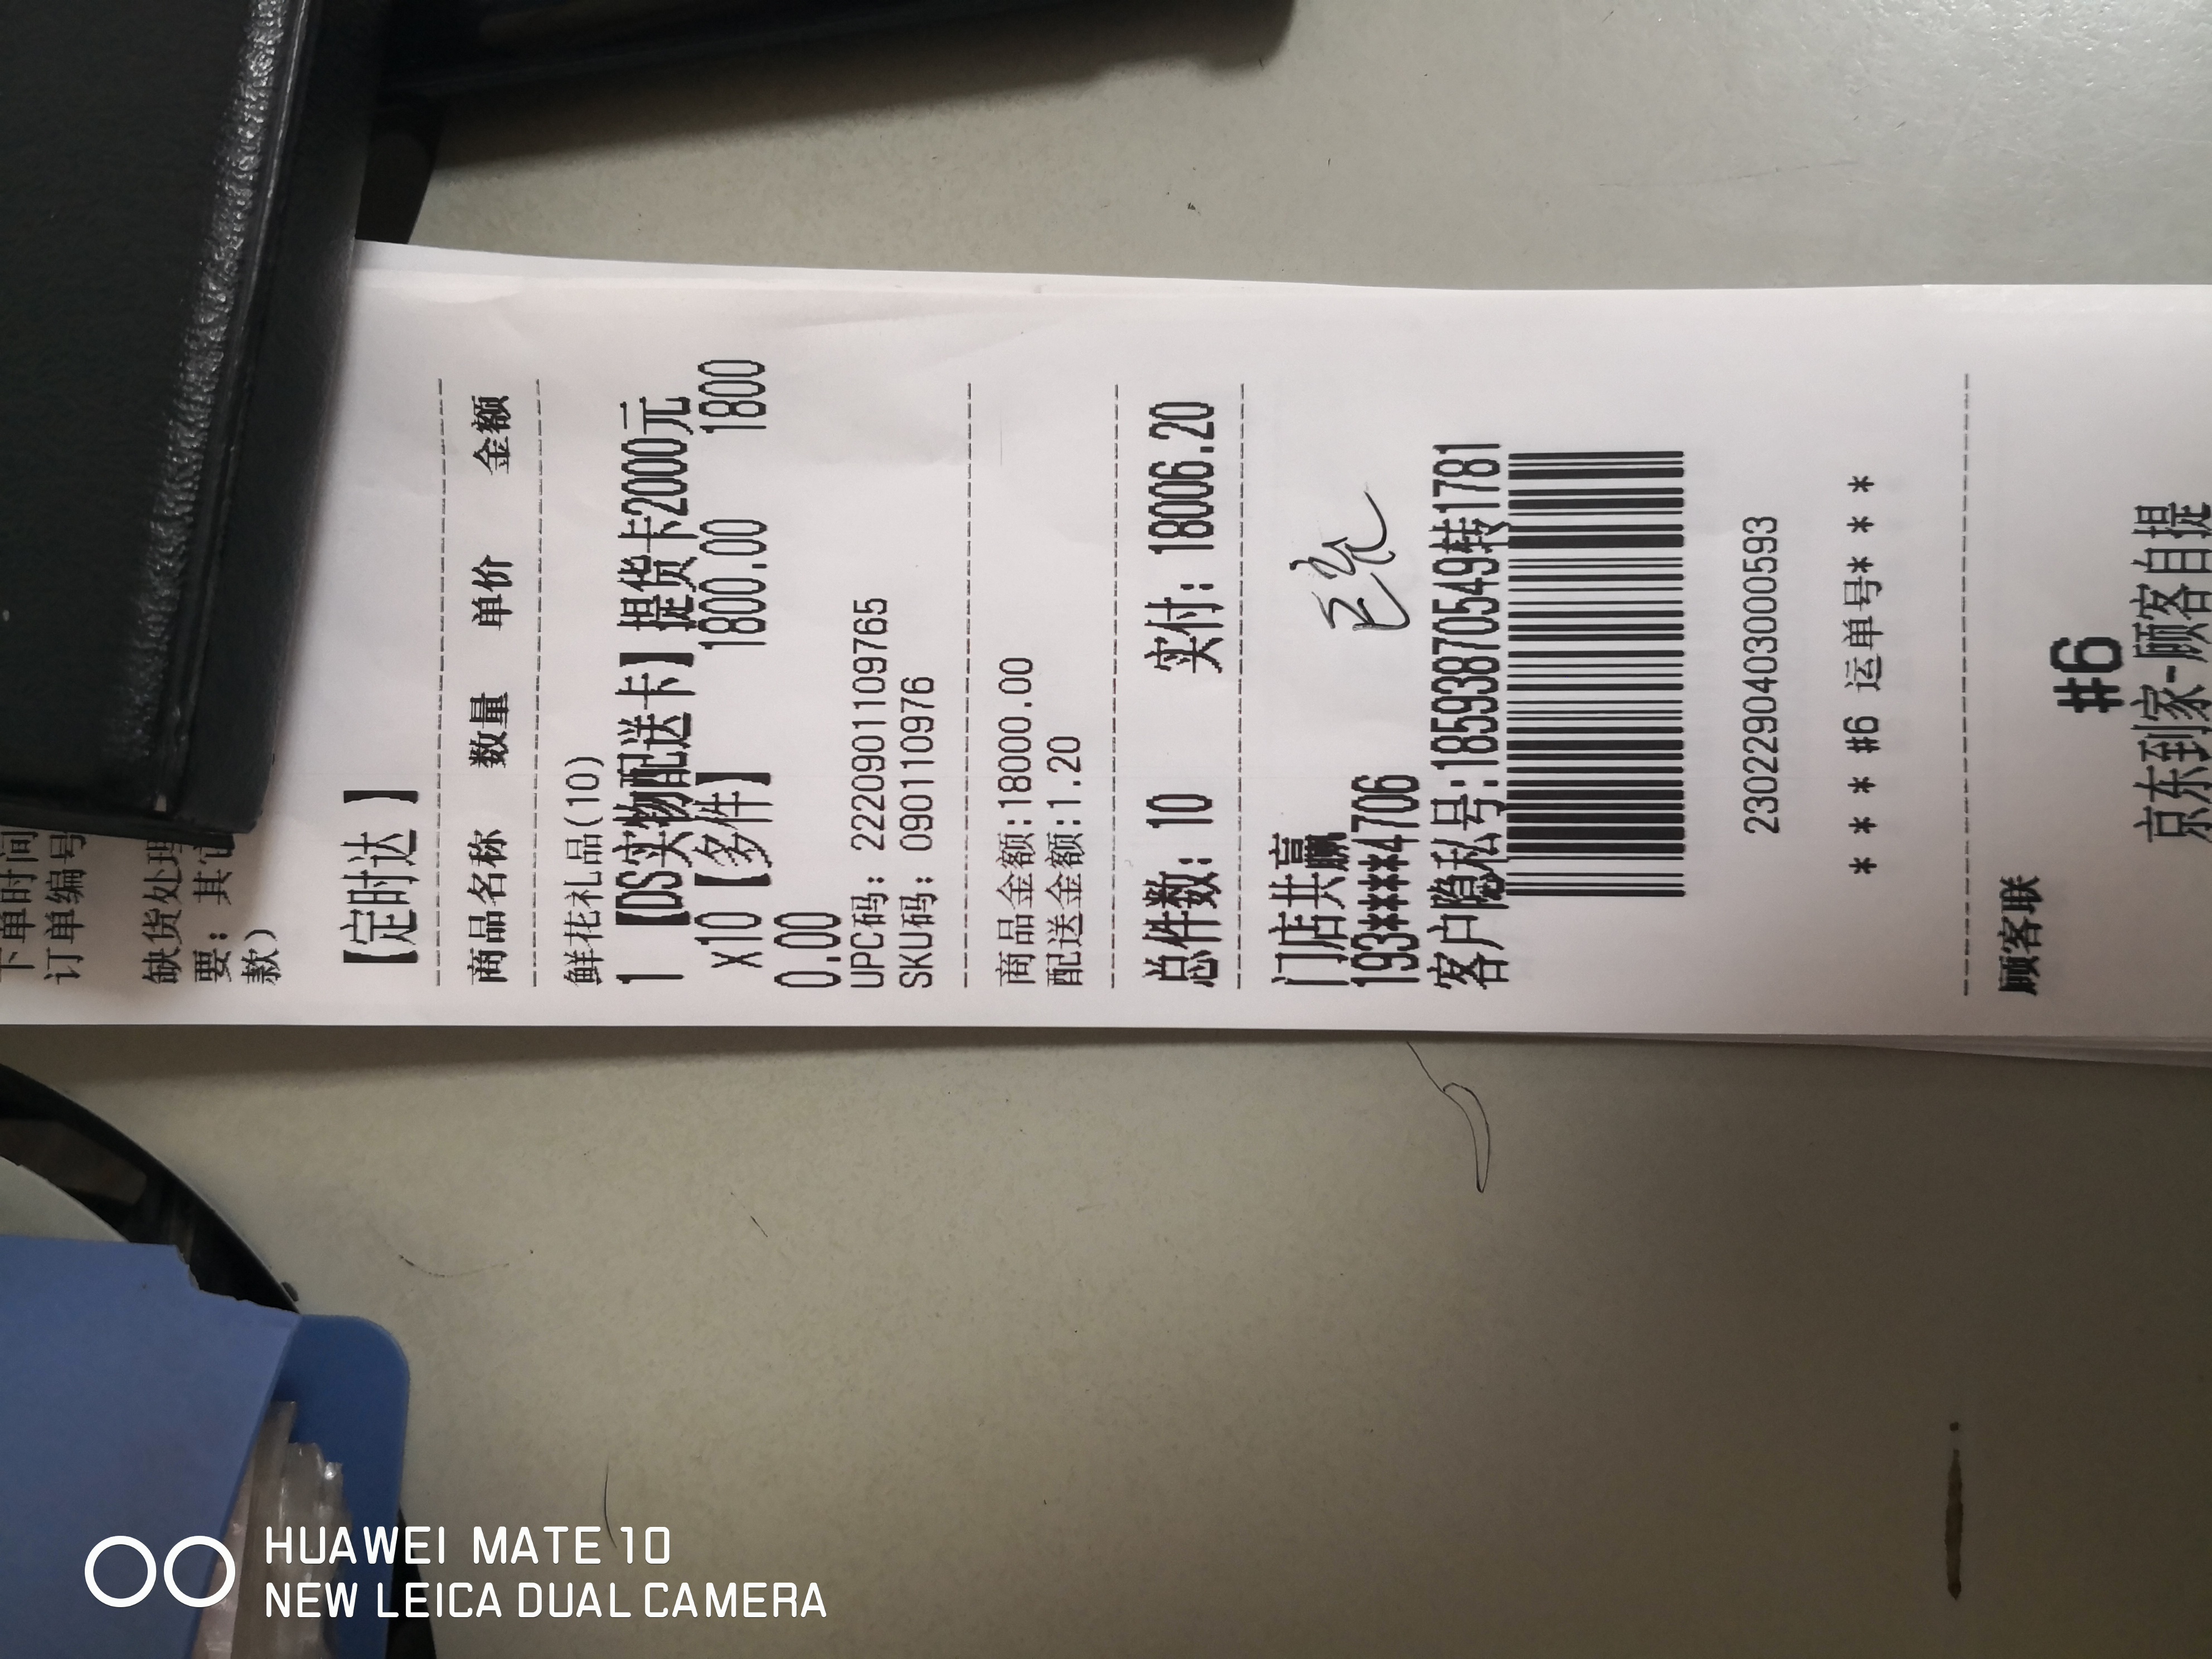 下单时间
订单编号
缺货处理
要：其它
款）
【定时达 】
商品名称 数量 单价 金额
鲜花礼品(10)
1 【DS实物配送卡】提货卡2000元
x10【多件】 1800.00 1800
0.00
UPC码: 2220901109765
SKU码: 0901110976
商品金额:18000.00
配送金额:1.20
总件数: 10 实付: 18006.20
门店共赢
193****4706
客户隐私号:18593870549转1781
2302290403000593
* * * * #6 运单号* * * *
顾客联
#6
京东到家-顾客自提
HUAWEI MATE 10
NEW LEICA DUAL CAMERA